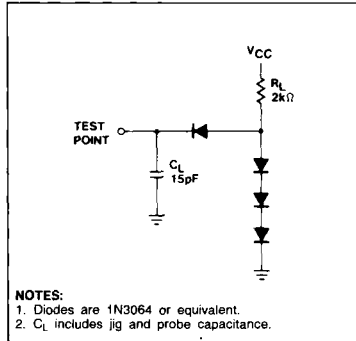 VCC
RL
2kΩ
TEST
POINT
CL
15pF
NOTES:
1. Diodes are 1N3064 or equivalent.
2. CL includes jig and probe capacitance.